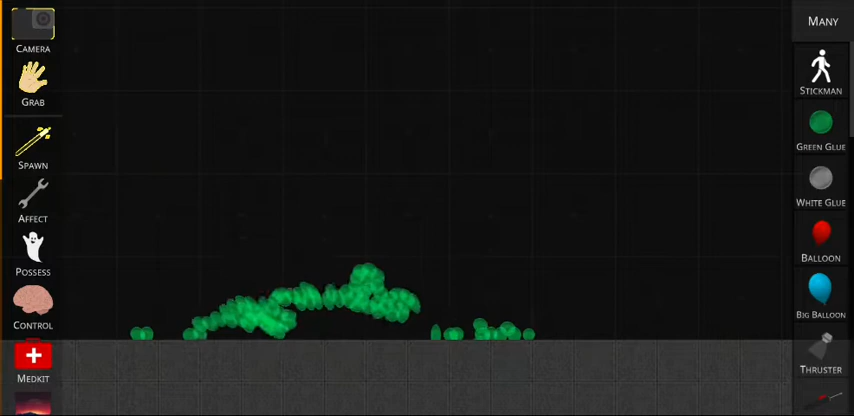 CAMERA
GRAB
SPAWN
AFFECT
POSSESS
CONTROL
MEDKIT
MANY
STICKMAN
GREEN GLUE
WHITE GLUE
BALLOON
BIG BALLOON
THRUSTER